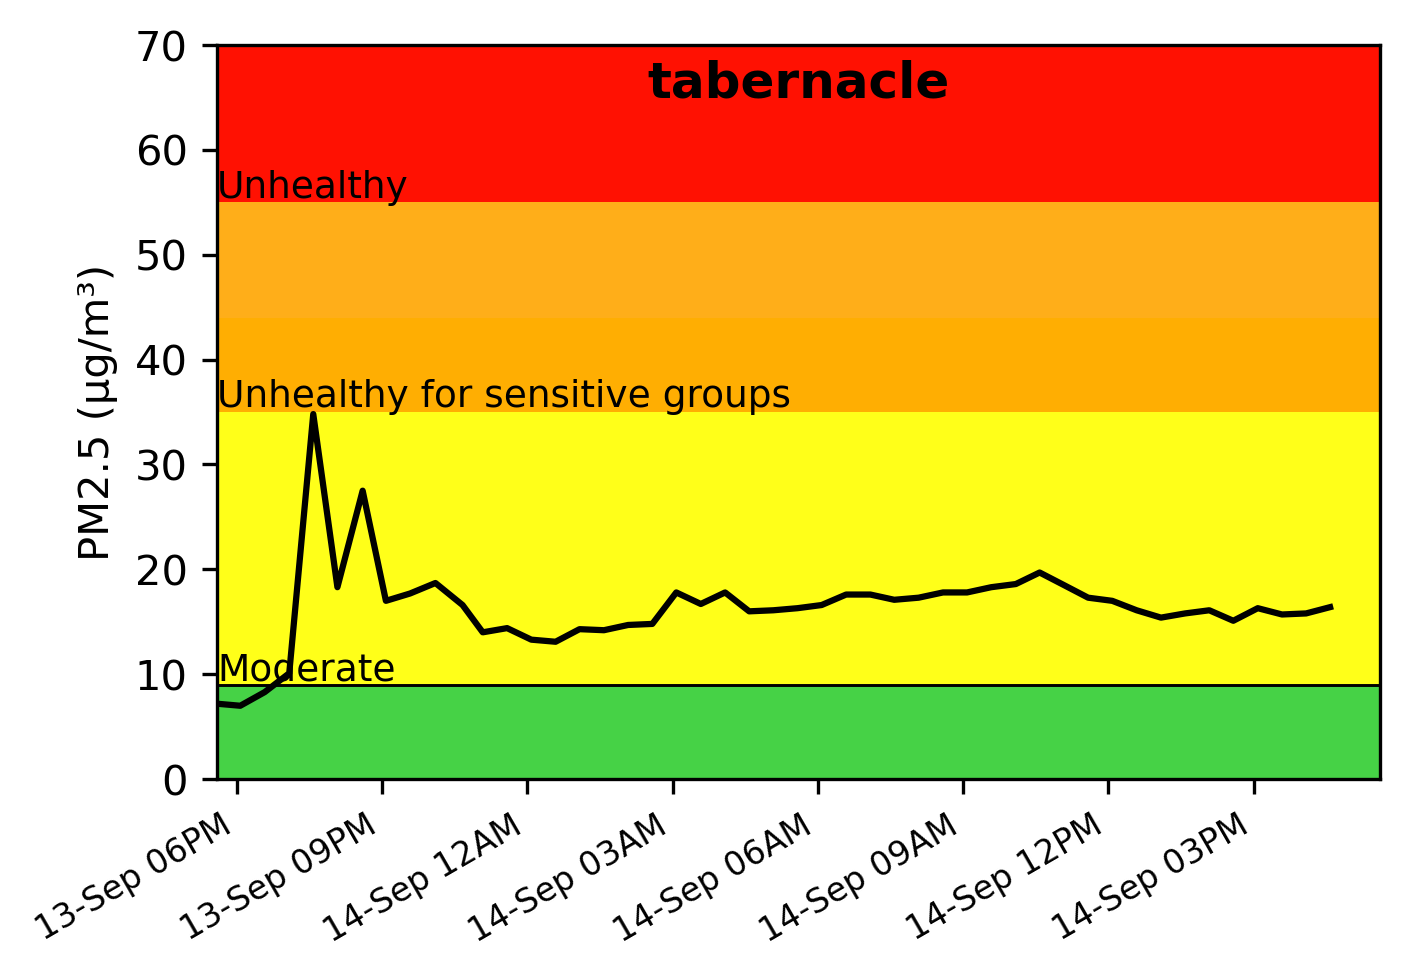 tabernacle
70
60
50
40
30
20
10
0
PM2.5 (µg/m³)
Unhealthy
Unhealthy for sensitive groups
Moderate
13-Sep 06PM
13-Sep 09PM
14-Sep 12AM
14-Sep 03AM
14-Sep 06AM
14-Sep 09AM
14-Sep 12PM
14-Sep 03PM